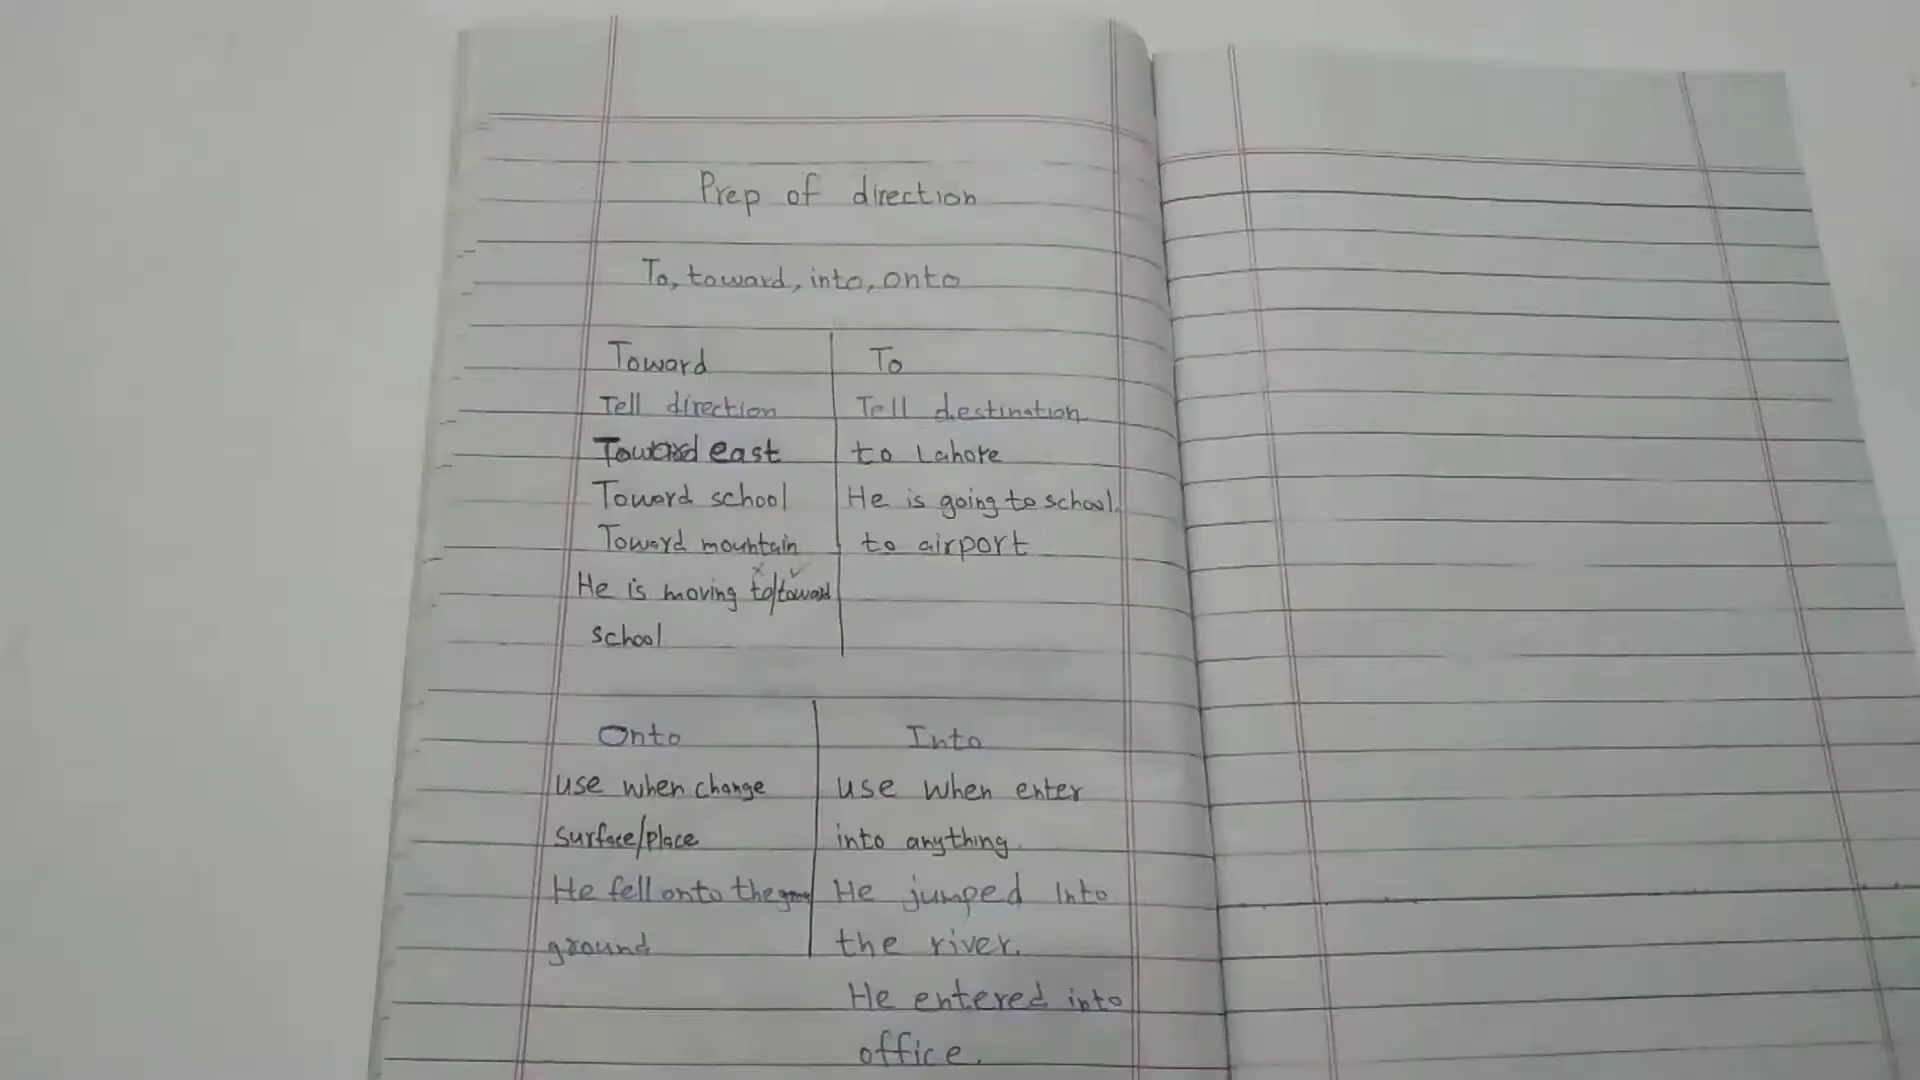 Prep of direction
To, toward, into, onto
Toward
Tell direction
Toward east
Toward school
Toward mountain
He is moving to/toward
school
To
Tell destination
to Lahore
He is going to school.
to airport
Onto
use when change
surface/place
He fell onto the
ground
Into
use when enter
into anything.
He jumped into
the river.
He entered into
office.